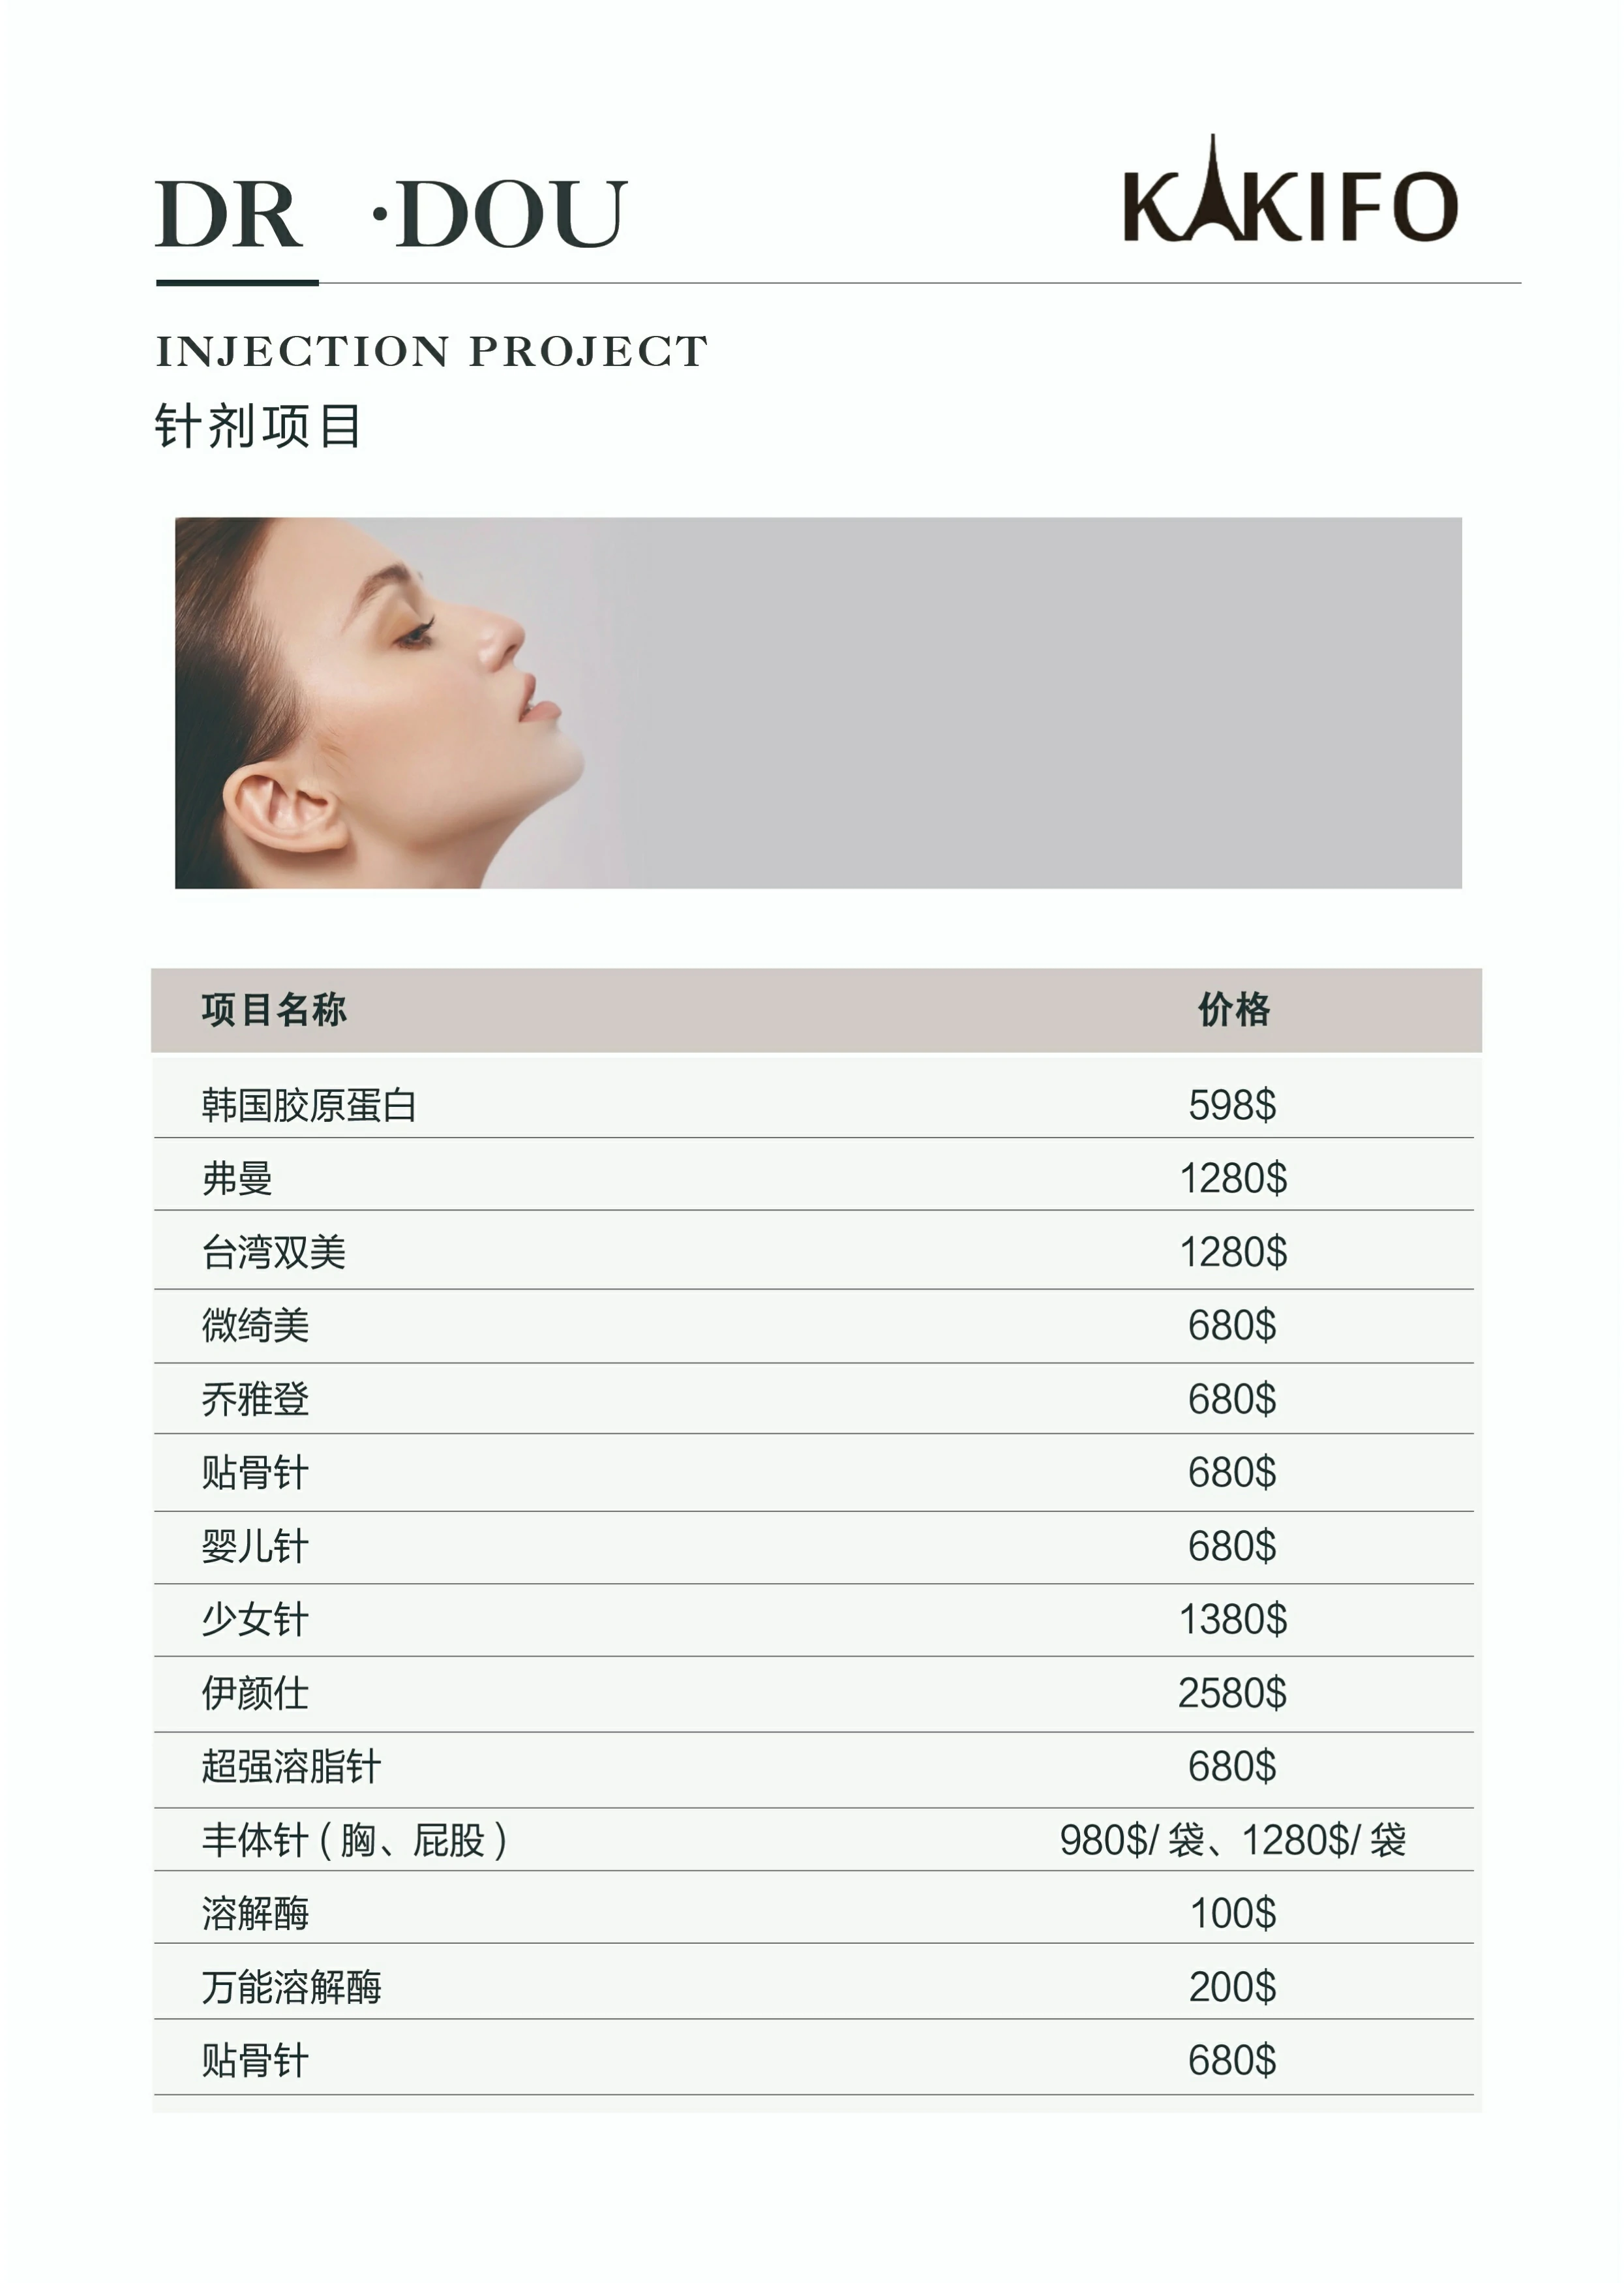 DR ·DOU
KAKIFO
INJECTION PROJECT
针剂项目
项目名称 价格
韩国胶原蛋白 598$
弗曼 1280$
台湾双美 1280$
微绮美 680$
乔雅登 680$
贴骨针 680$
婴儿针 680$
少女针 1380$
伊颜仕 2580$
超强溶脂针 680$
丰体针(胸、屁股) 980$/袋、1280$/袋
溶解酶 100$
万能溶解酶 200$
贴骨针 680$